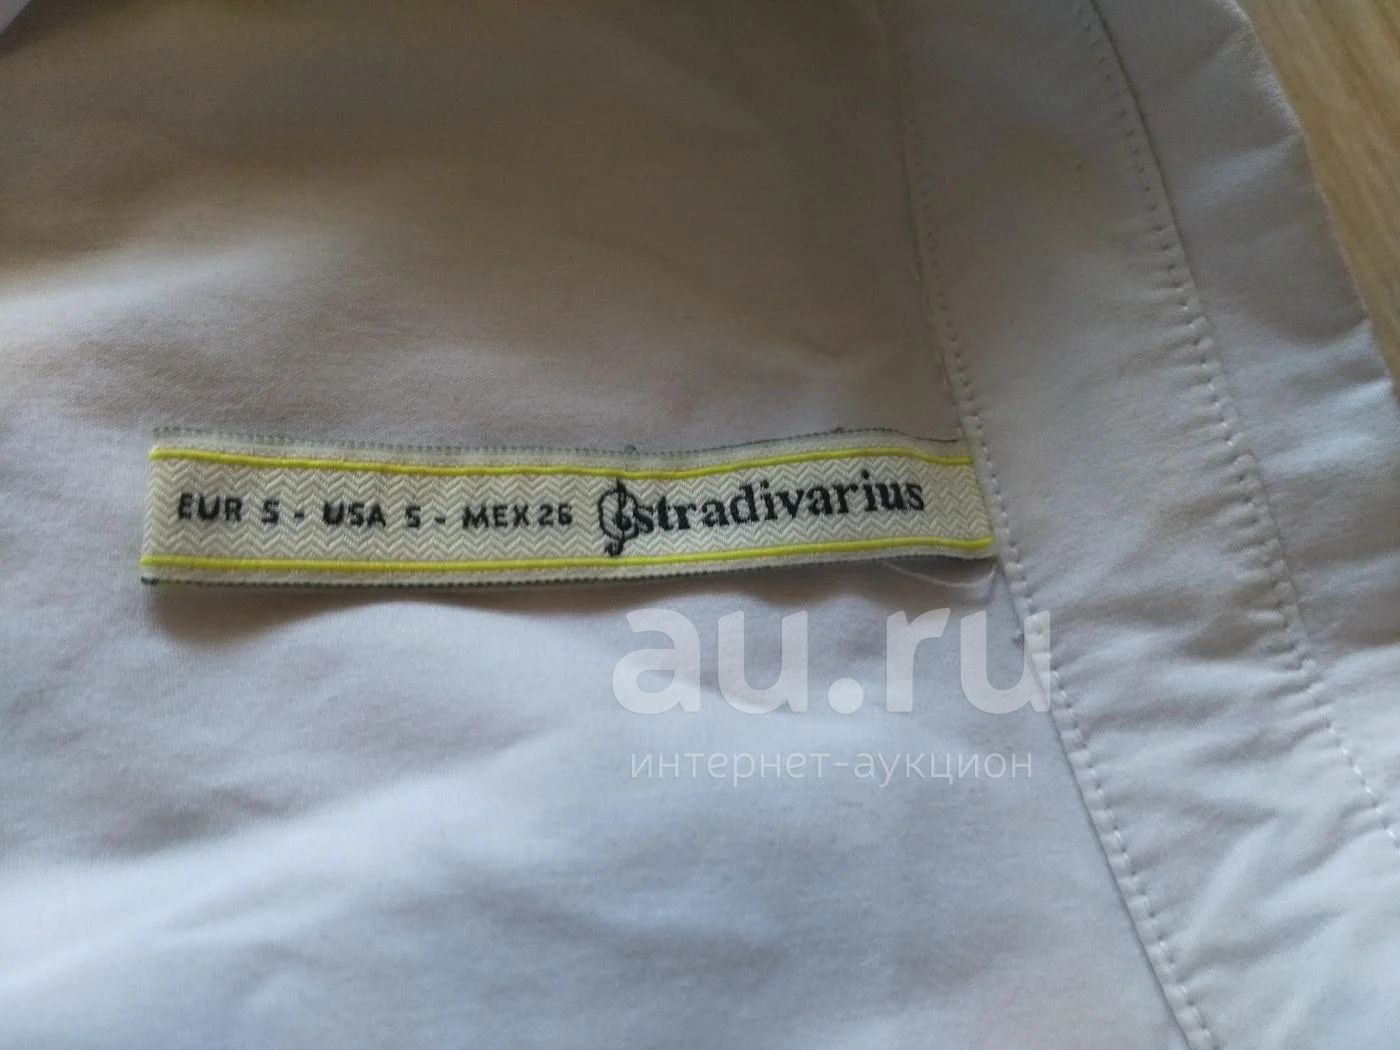 EUR S - USA S - MEX 26 stradivarius
au.ru
интернет-аукцион